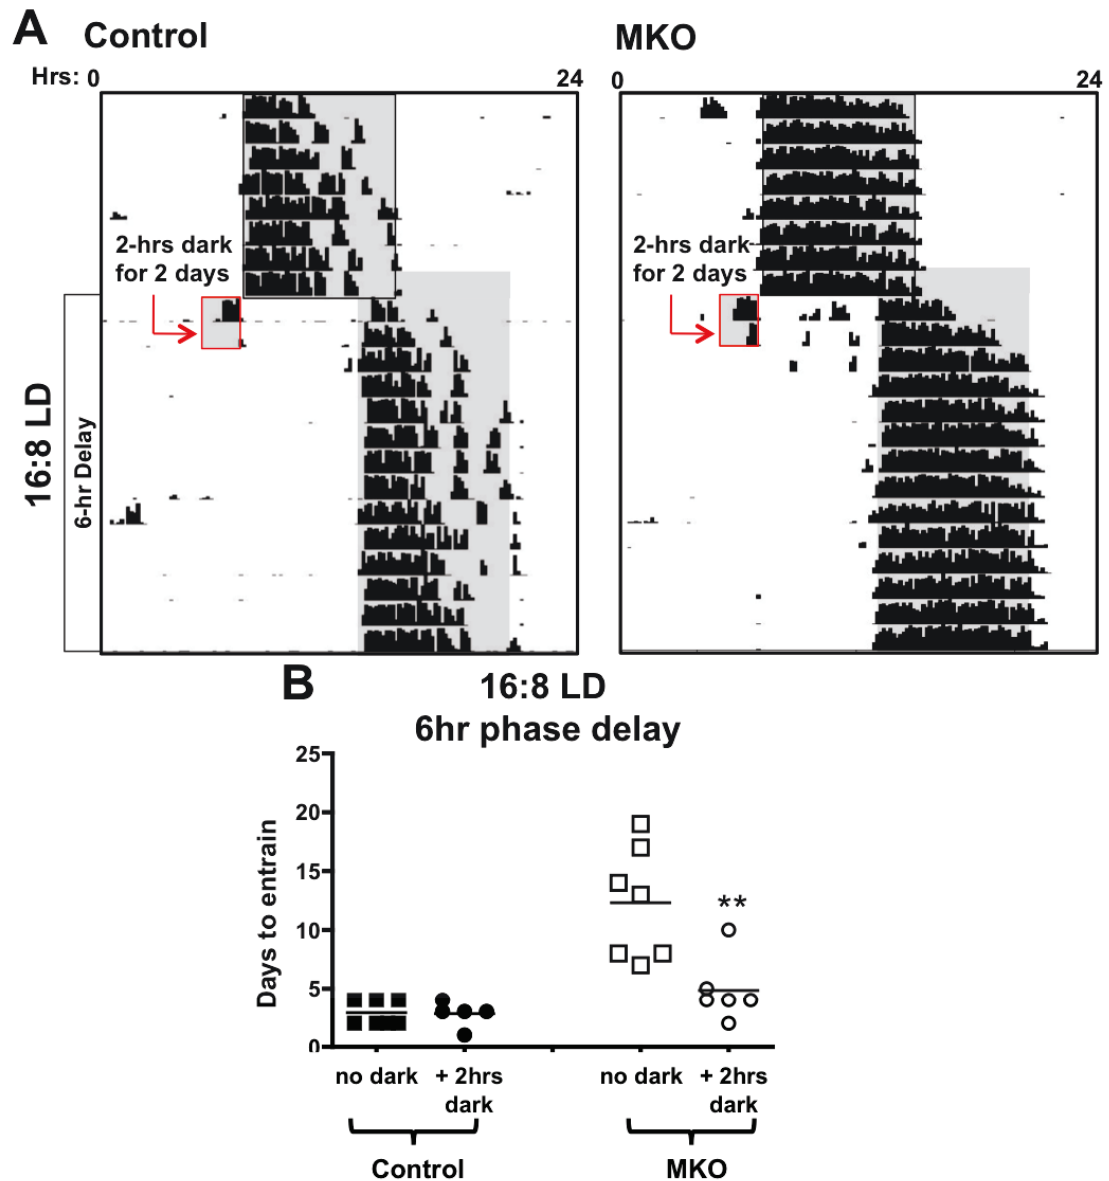 A Control MKO
Hrs: 0 24 0 24
2-hrs dark
for 2 days
2-hrs dark
for 2 days
16:8 LD
6-hr Delay
B 16:8 LD
6hr phase delay
Days to entrain
25
20
15
10
5
0
**
no dark + 2hrs no dark + 2hrs
dark dark
Control MKO